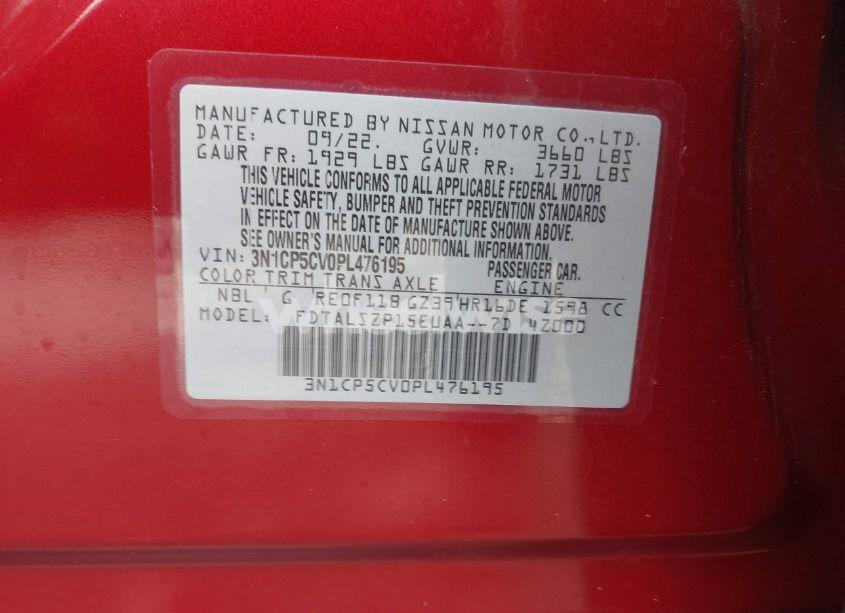 MANUFACTURED BY NISSAN MOTOR CO.,LTD.
DATE: 09/22. GVWR: 3660 LBS
GAWR FR: 1929 LBS GAWR RR: 1731 LBS
THIS VEHICLE CONFORMS TO ALL APPLICABLE FEDERAL MOTOR
VEHICLE SAFETY, BUMPER AND THEFT PREVENTION STANDARDS
IN EFFECT ON THE DATE OF MANUFACTURE SHOWN ABOVE.
SEE OWNER'S MANUAL FOR ADDITIONAL INFORMATION.
VIN: 3N1CP5CV0PL476195 PASSENGER CAR.
COLOR TRIM TRANS AXLE ENGINE
NBL G RE0F11B GZ39 HR16DE 1598 CC
MODEL: FDTALSZP15EUAA--7D 4Z000
3N1CP5CV0PL476195